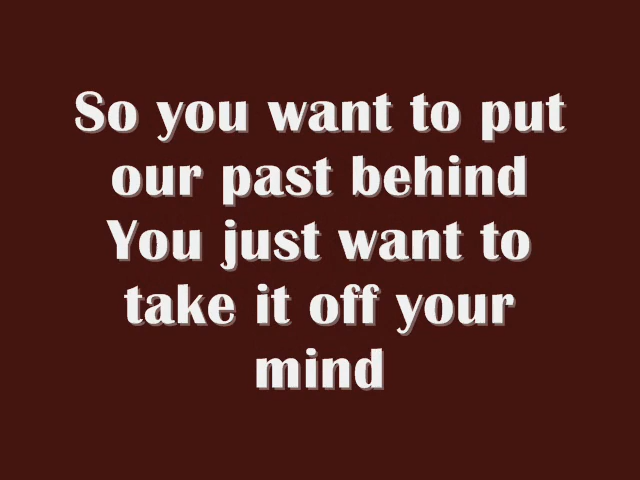 So you want to put
our past behind
You just want to
take it off your
mind